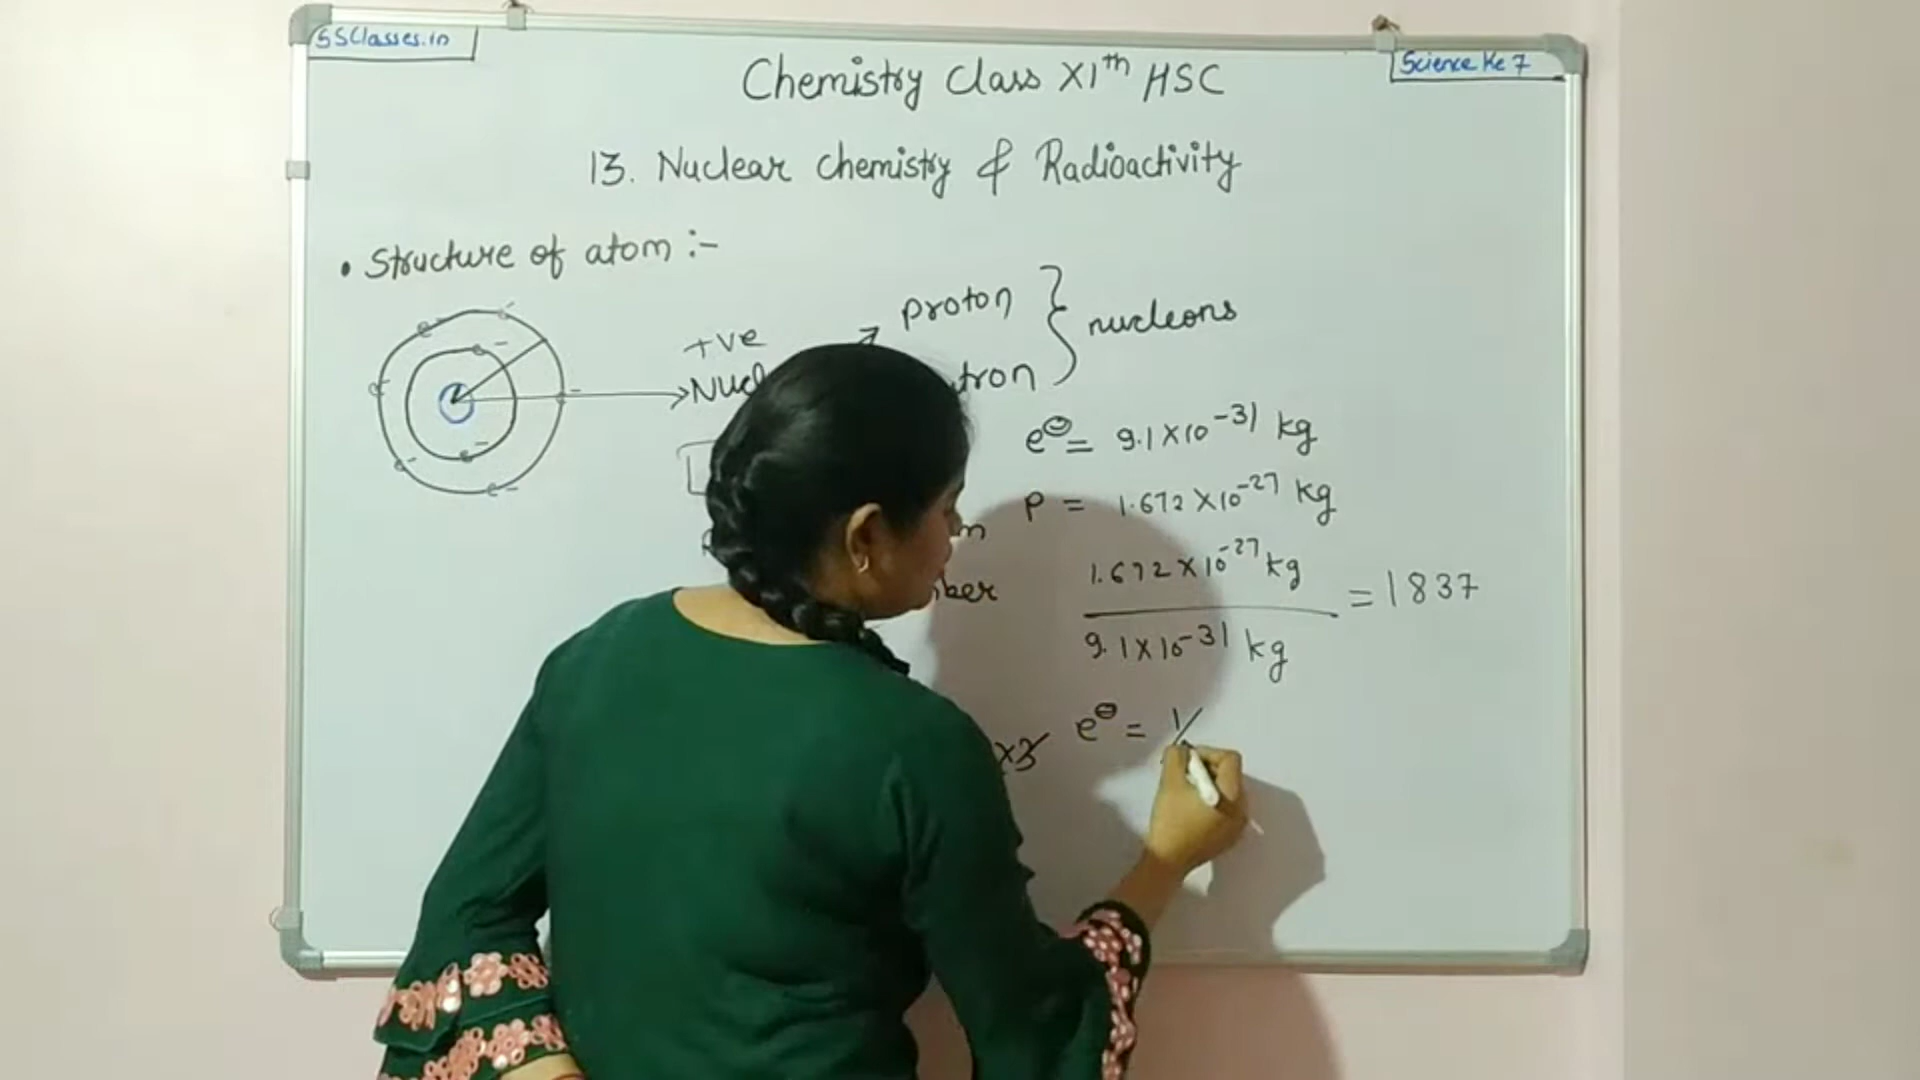 SSClasses.in
Science Ke 7
Chemistry Class XIth HSC
13. Nuclear Chemistry & Radioactivity
• Structure of atom :-
proton
nucleons
+ve
e⊖ = 9.1 × 10⁻³¹ kg
P = 1.672 × 10⁻²⁷ kg
1.672 × 10⁻²⁷ kg
= 1837
9.1 × 10⁻³¹ kg
e⊖ = 1/